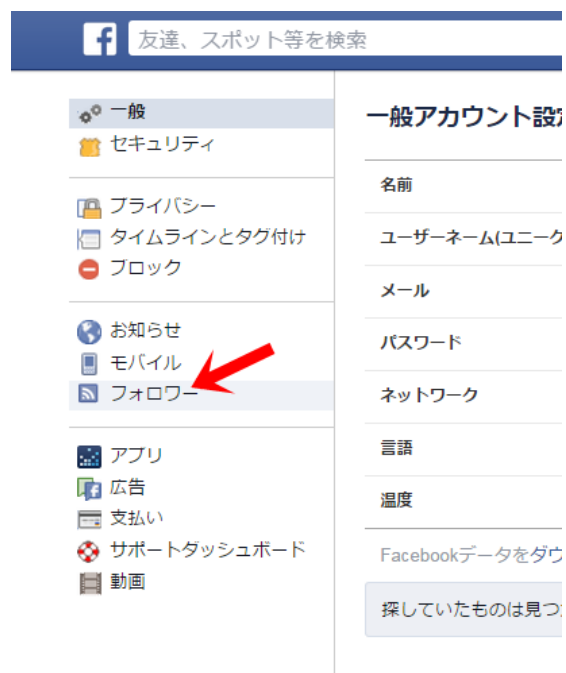 f
友達、スポット等を検索
一般
セキュリティ
プライバシー
タイムラインとタグ付け
ブロック
お知らせ
モバイル
フォロワー
アプリ
広告
支払い
サポートダッシュボード
動画
一般アカウント設定
名前
ユーザーネーム(ユニーク
メール
パスワード
ネットワーク
言語
温度
Facebookデータをダウ
探していたものは見つ